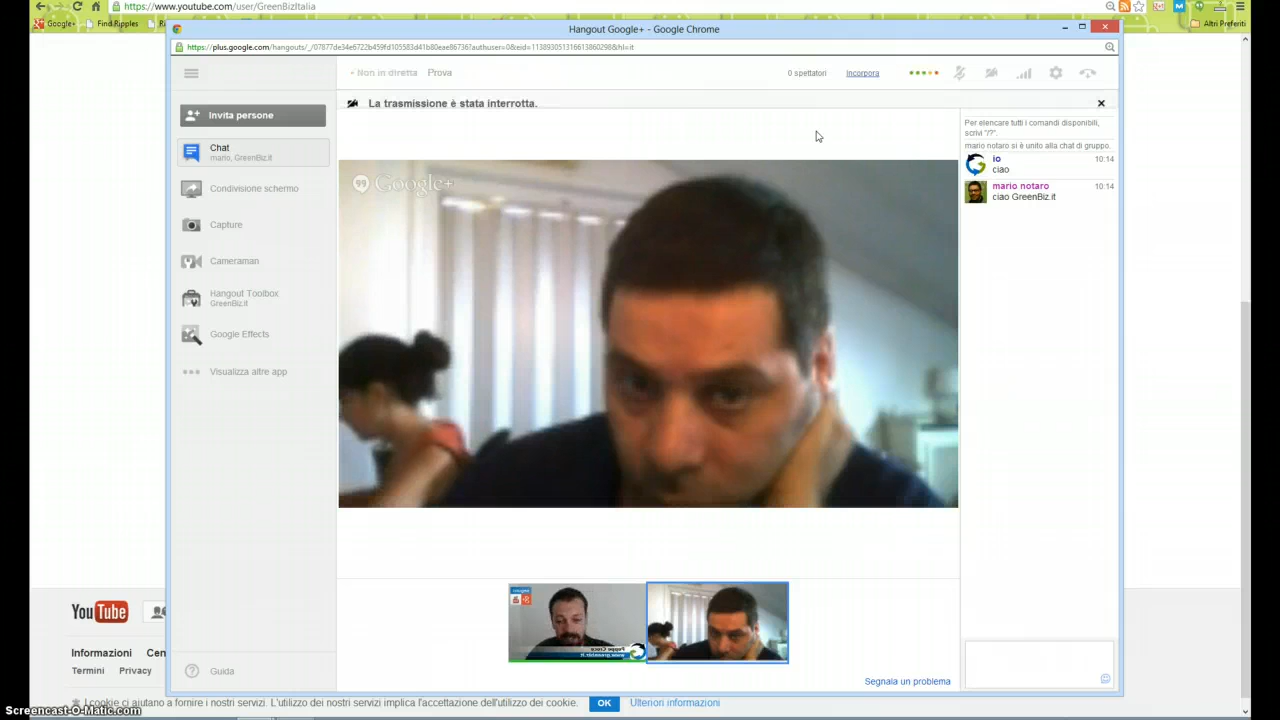 https://www.youtube.com/user/GreenBizItalia
Google+
Find Ripples
Ri
Altri Preferiti
Hangout Google+ - Google Chrome
Non in diretta
Prova
0 spettatori
Incorpora
Invita persone
La trasmissione è stata interrotta.
Chat
mario, GreenBiz.it
Condivisione schermo
Capture
Cameraman
Hangout Toolbox
GreenBiz.it
Google Effects
Visualizza altre app
Guida
Google+
Per elencare tutti i comandi disponibili,
scrivi "/?".
mario notaro si è unito alla chat di gruppo.
io 10:14
ciao
mario notaro 10:14
ciao GreenBiz.it
Segnala un problema
YouTube
Informazioni
Cen
Termini
Privacy
I cookie ci aiutano a fornire i nostri servizi. L'utilizzo dei nostri servizi implica l'accettazione dell'utilizzo dei cookie.
OK
Ulteriori informazioni
Screencast-O-Matic.com